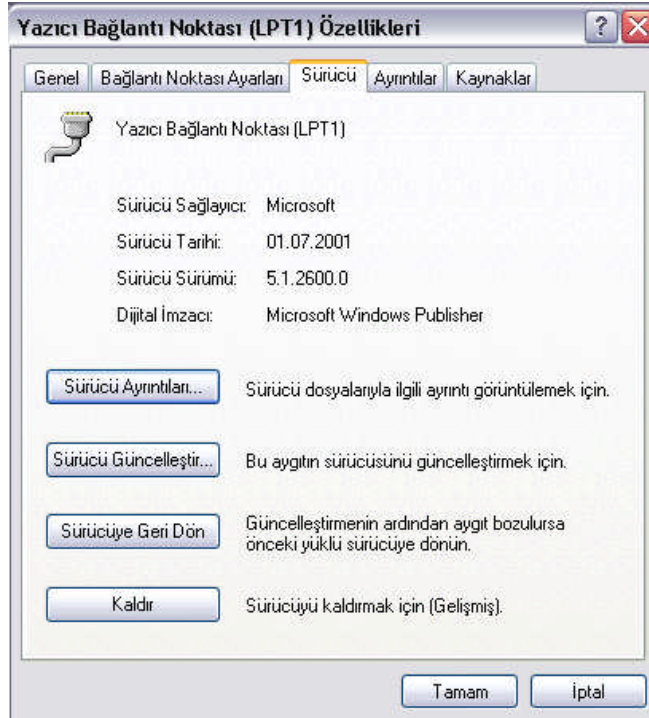 Yazıcı Bağlantı Noktası (LPT1) Özellikleri
Genel Bağlantı Noktası Ayarları Sürücü Ayrıntılar Kaynaklar
Yazıcı Bağlantı Noktası (LPT1)
Sürücü Sağlayıcı: Microsoft
Sürücü Tarihi: 01.07.2001
Sürücü Sürümü: 5.1.2600.0
Dijital İmzacı: Microsoft Windows Publisher
Sürücü Ayrıntıları... Sürücü dosyalarıyla ilgili ayrıntı görüntülemek için.
Sürücü Güncelleştir... Bu aygıtın sürücüsünü güncelleştirmek için.
Sürücüye Geri Dön Güncelleştirmenin ardından aygıt bozulursa
önceki yüklü sürücüye dönün.
Kaldır Sürücüyü kaldırmak için (Gelişmiş).
Tamam İptal